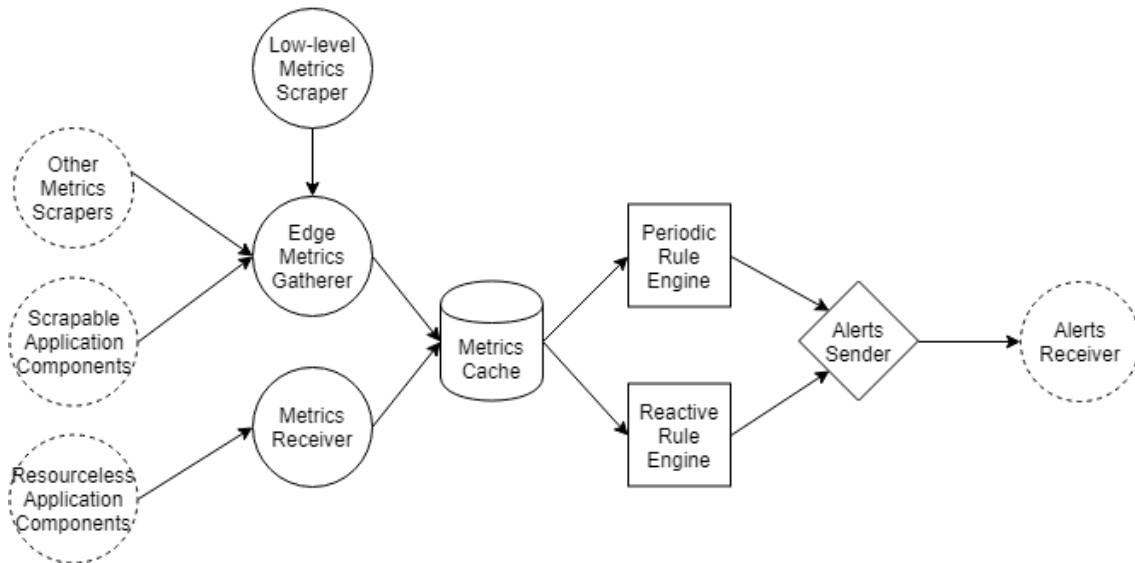 Low-level
Metrics
Scraper
Other
Metrics
Scrapers
Edge
Metrics
Gatherer
Scrapable
Application
Components
Metrics
Receiver
Resourceless
Application
Components
Metrics
Cache
Periodic
Rule
Engine
Reactive
Rule
Engine
Alerts
Sender
Alerts
Receiver